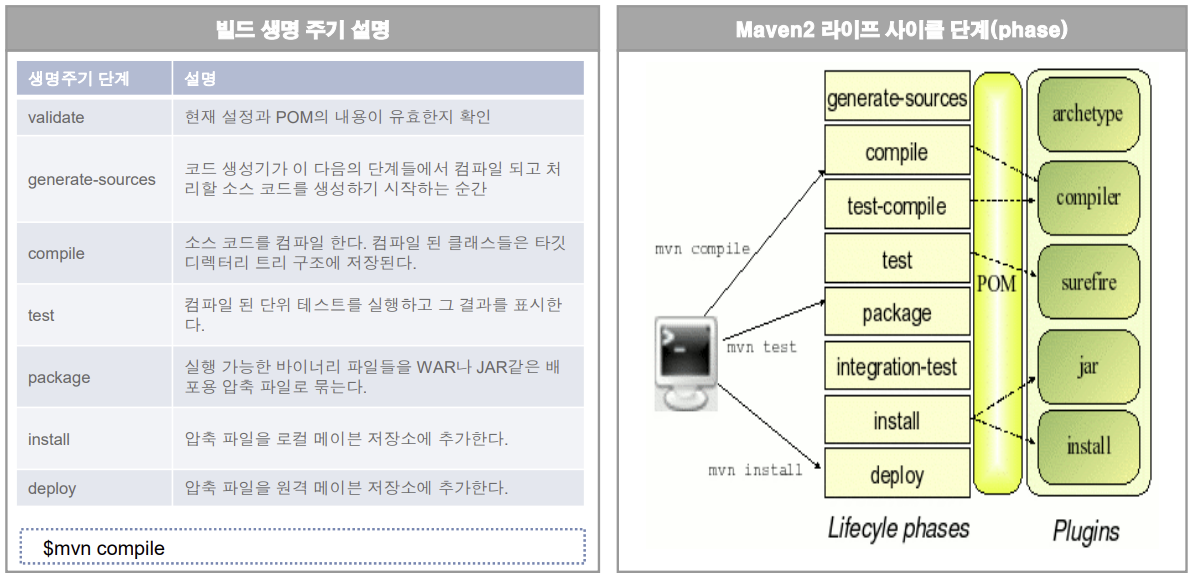 빌드 생명 주기 설명
생명주기 단계 설명
validate 현재 설정과 POM의 내용이 유효한지 확인
generate-sources 코드 생성기가 이 다음의 단계들에서 컴파일 되고 처
리할 소스 코드를 생성하기 시작하는 순간
compile 소스 코드를 컴파일 한다. 컴파일 된 클래스들은 타깃
디렉터리 트리 구조에 저장된다.
test 컴파일 된 단위 테스트를 실행하고 그 결과를 표시한
다.
package 실행 가능한 바이너리 파일들을 WAR나 JAR같은 배
포용 압축 파일로 묶는다.
install 압축 파일을 로컬 메이븐 저장소에 추가한다.
deploy 압축 파일을 원격 메이븐 저장소에 추가한다.
$mvn compile
Maven2 라이프 사이클 단계(phase)
generate-sources
compile
test-compile
test
package
integration-test
install
deploy
Lifecyle phases
mvn compile
mvn test
mvn install
POM
archetype
compiler
surefire
jar
install
Plugins